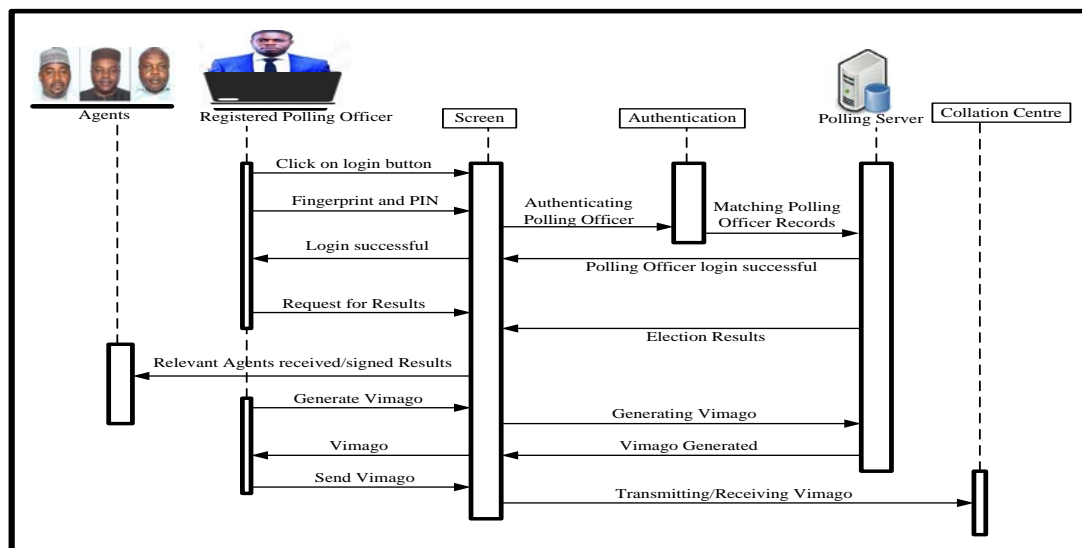 Agents
Registered Polling Officer
Screen
Authentication
Polling Server
Collation Centre
Click on login button
Fingerprint and PIN
Authenticating
Polling Officer
Matching Polling
Officer Records
Login successful
Polling Officer login successful
Request for Results
Election Results
Relevant Agents received/signed Results
Generate Vimago
Generating Vimago
Vimago
Vimago Generated
Send Vimago
Transmitting/Receiving Vimago